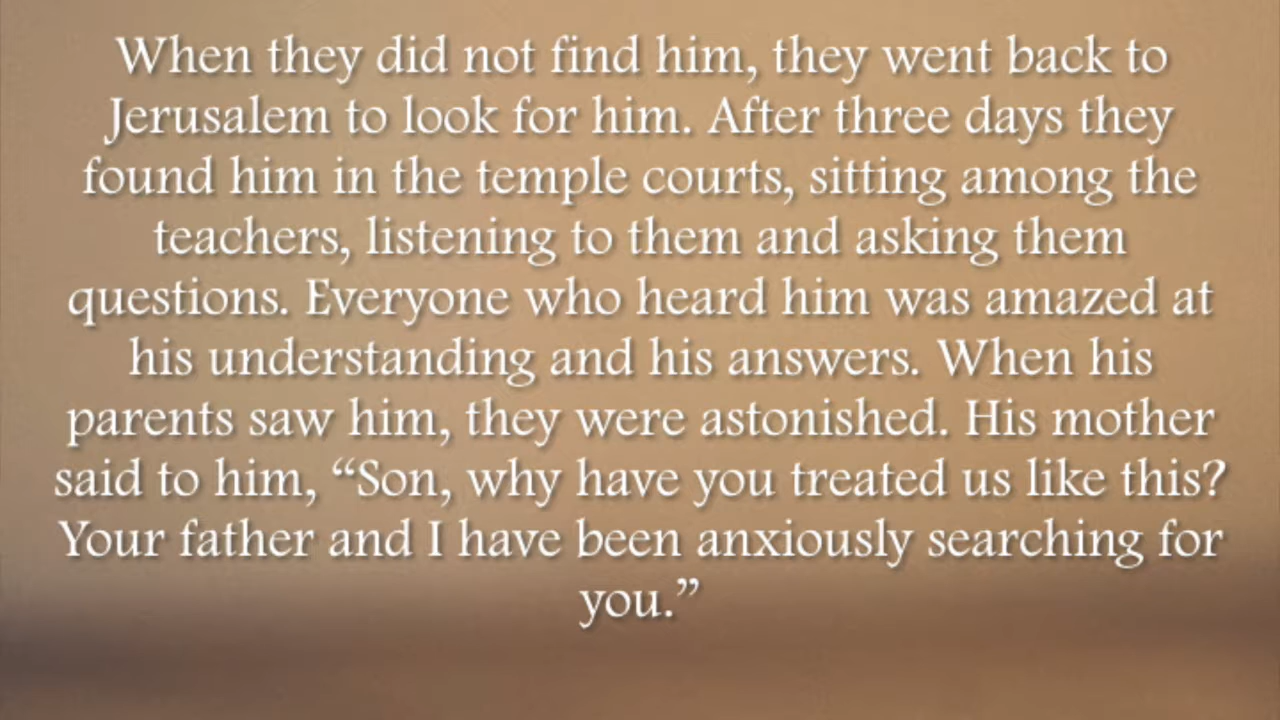 When they did not find him, they went back to
Jerusalem to look for him. After three days they
found him in the temple courts, sitting among the
teachers, listening to them and asking them
questions. Everyone who heard him was amazed at
his understanding and his answers. When his
parents saw him, they were astonished. His mother
said to him, “Son, why have you treated us like this?
Your father and I have been anxiously searching for
you.”